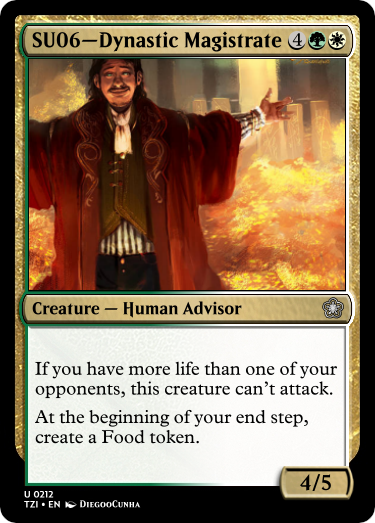 SU06—Dynastic Magistrate 4
Creature — Human Advisor
If you have more life than one of your
opponents, this creature can't attack.
At the beginning of your end step,
create a Food token.
4/5
U 0212
TZI • EN DiegooCunha